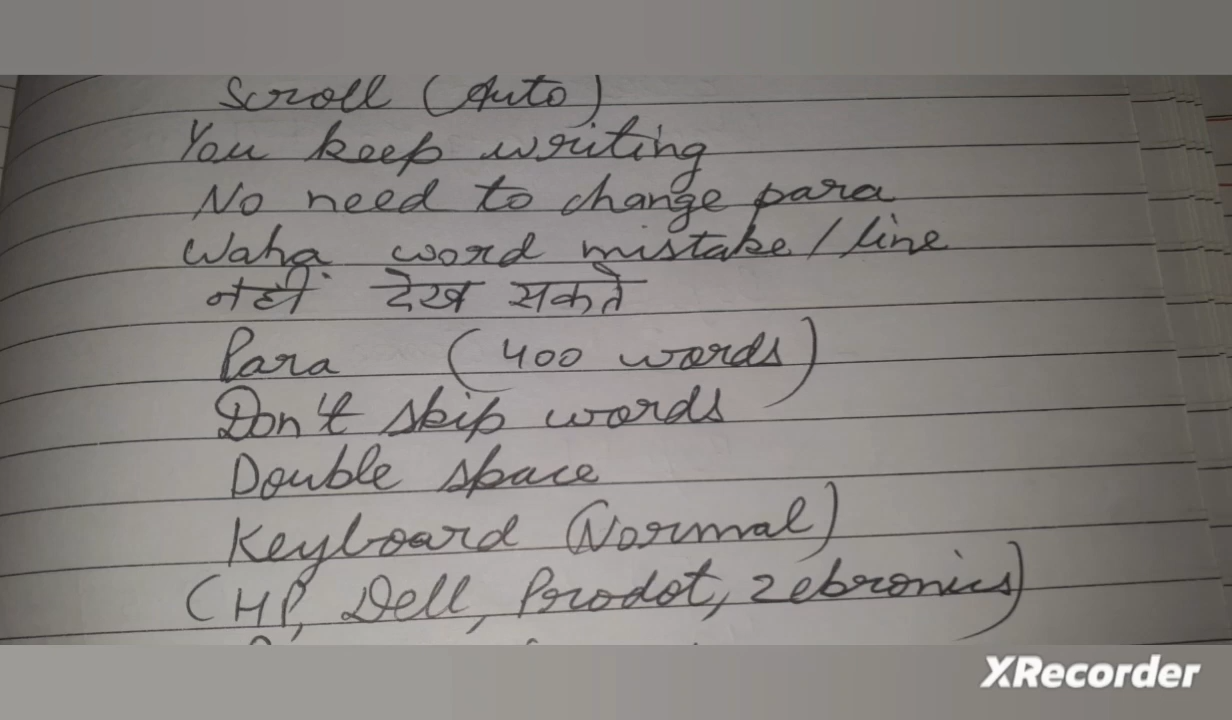 Scroll (Auto)
You keep writing
No need to change para
Waha word mistake / line
नहीं देख सकते
Para (400 words)
Don't skip words
Double space
Keyboard (Normal)
(HP, Dell, Prodot, Zebronics)
XRecorder